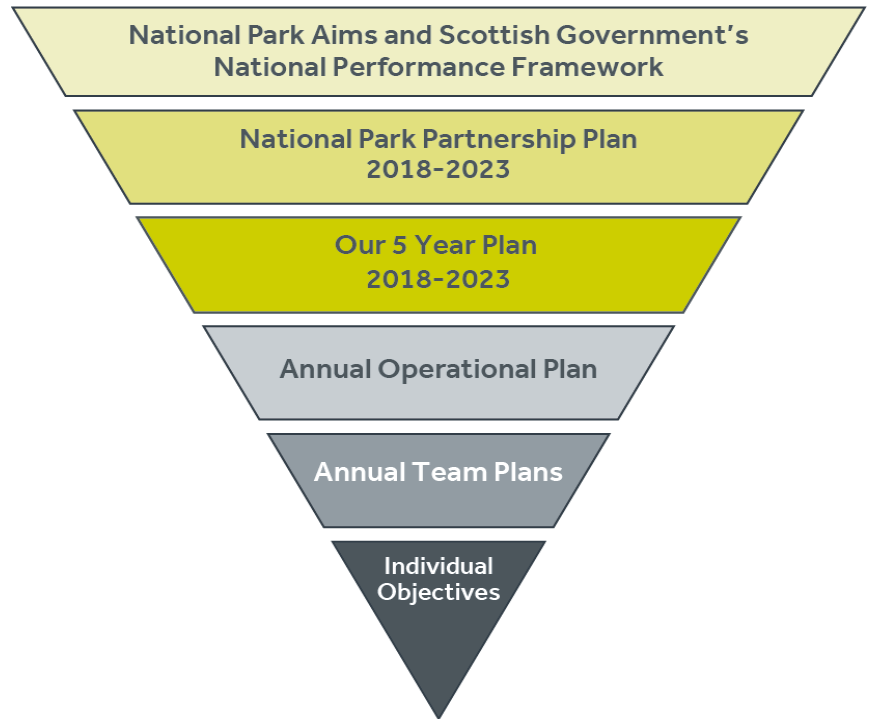 National Park Aims and Scottish Government’s
National Performance Framework
National Park Partnership Plan
2018-2023
Our 5 Year Plan
2018-2023
Annual Operational Plan
Annual Team Plans
Individual
Objectives